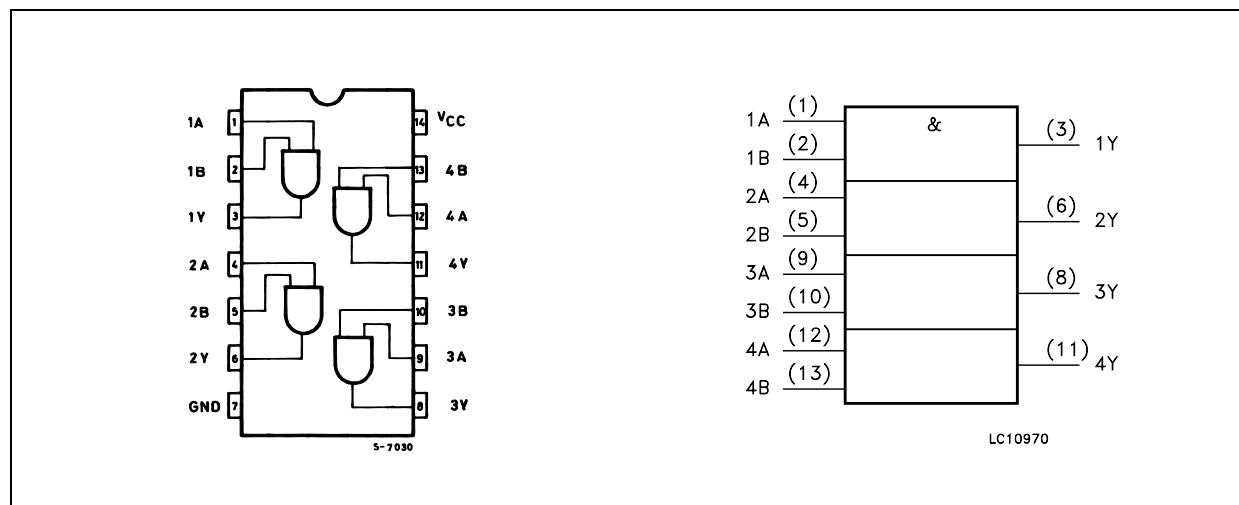 1A 1 14 VCC
1B 2 13 4B
1Y 3 12 4A
2A 4 11 4Y
2B 5 10 3B
2Y 6 9 3A
GND 7 8 3Y
S-7030
&
1A (1)
1B (2)
2A (4)
2B (5)
3A (9)
3B (10)
4A (12)
4B (13)
(3) 1Y
(6) 2Y
(8) 3Y
(11) 4Y
LC10970